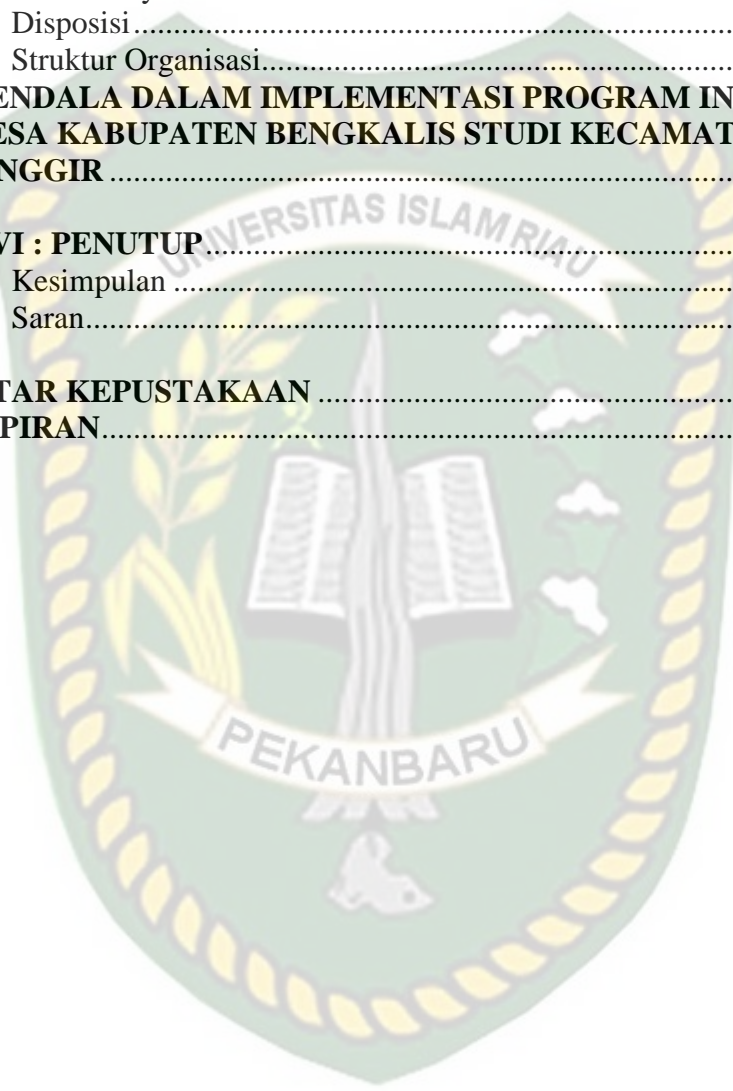 Disposisi........................................................................
Struktur Organisasi........................................................
ENDALA DALAM IMPLEMENTASI PROGRAM IN
ESA KABUPATEN BENGKALIS STUDI KECAMAT
NGGIR............................................................................
UNIVERSITAS ISLAM RIAU
VI : PENUTUP................................................................
Kesimpulan ....................................................................
Saran...............................................................................
TAR KEPUSTAKAAN ..................................................
PIRAN.............................................................................
PEKANBARU